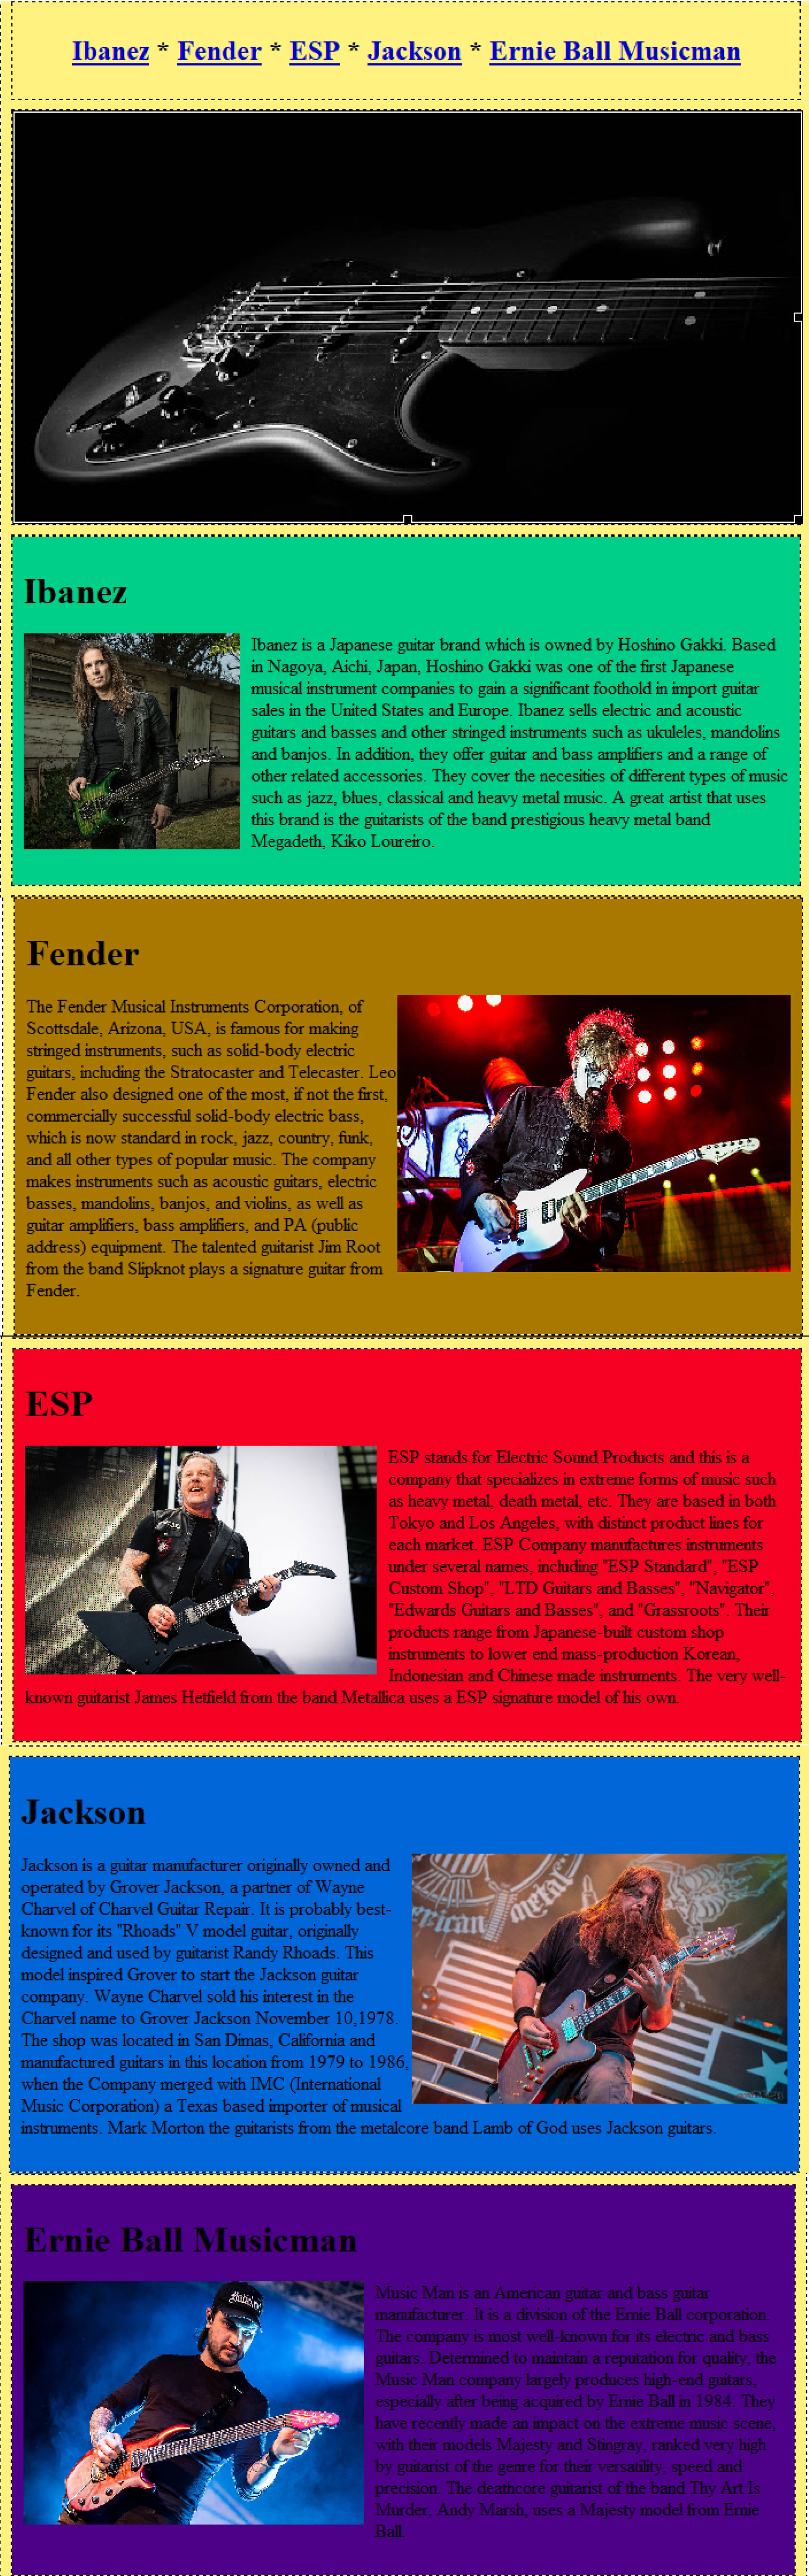 Ibanez * Fender * ESP * Jackson * Ernie Ball Musicman
Ibanez
Ibanez is a Japanese guitar brand which is owned by Hoshino Gakki. Based
in Nagoya, Aichi, Japan, Hoshino Gakki was one of the first Japanese
musical instrument companies to gain a significant foothold in import guitar
sales in the United States and Europe. Ibanez sells electric and acoustic
guitars and basses and other stringed instruments such as ukuleles, mandolins
and banjos. In addition, they offer guitar and bass amplifiers and a range of
other related accessories. They cover the necesities of different types of music
such as jazz, blues, classical and heavy metal music. A great artist that uses
this brand is the guitarists of the band prestigious heavy metal band
Megadeth, Kiko Loureiro.
Fender
The Fender Musical Instruments Corporation, of
Scottsdale, Arizona, USA, is famous for making
stringed instruments, such as solid-body electric
guitars, including the Stratocaster and Telecaster. Leo
Fender also designed one of the most, if not the first,
commercially successful solid-body electric bass,
which is now standard in rock, jazz, country, funk,
and all other types of popular music. The company
makes instruments such as acoustic guitars, electric
basses, mandolins, banjos, and violins, as well as
guitar amplifiers, bass amplifiers, and PA (public
address) equipment. The talented guitarist Jim Root
from the band Slipknot plays a signature guitar from
Fender.
ESP
ESP stands for Electric Sound Products and this is a
company that specializes in extreme forms of music such
as heavy metal, death metal, etc. They are based in both
Tokyo and Los Angeles, with distinct product lines for
each market. ESP Company manufactures instruments
under several names, including "ESP Standard", "ESP
Custom Shop", "LTD Guitars and Basses", "Navigator",
"Edwards Guitars and Basses", and "Grassroots". Their
products range from Japanese-built custom shop
instruments to lower end mass-production Korean,
Indonesian and Chinese made instruments. The very well-
known guitarist James Hetfield from the band Metallica uses a ESP signature model of his own.
Jackson
Jackson is a guitar manufacturer originally owned and
operated by Grover Jackson, a partner of Wayne
Charvel of Charvel Guitar Repair. It is probably best-
known for its "Rhoads" V model guitar, originally
designed and used by guitarist Randy Rhoads. This
model inspired Grover to start the Jackson guitar
company. Wayne Charvel sold his interest in the
Charvel name to Grover Jackson November 10,1978.
The shop was located in San Dimas, California and
manufactured guitars in this location from 1979 to 1986,
when the Company merged with IMC (International
Music Corporation) a Texas based importer of musical
instruments. Mark Morton the guitarists from the metalcore band Lamb of God uses Jackson guitars.
erican metal
Ernie Ball Musicman
Music Man is an American guitar and bass guitar
manufacturer. It is a division of the Ernie Ball corporation.
The company is most well-known for its electric and bass
guitars. Determined to maintain a reputation for quality, the
Music Man company largely produces high-end guitars,
especially after being acquired by Ernie Ball in 1984. They
have recently made an impact on the extreme music scene,
with their models Majesty and Stingray, ranked very high
by guitarist of the genre for their versatility, speed and
precision. The deathcore guitarist of the band Thy Art Is
Murder, Andy Marsh, uses a Majesty model from Ernie
Ball.